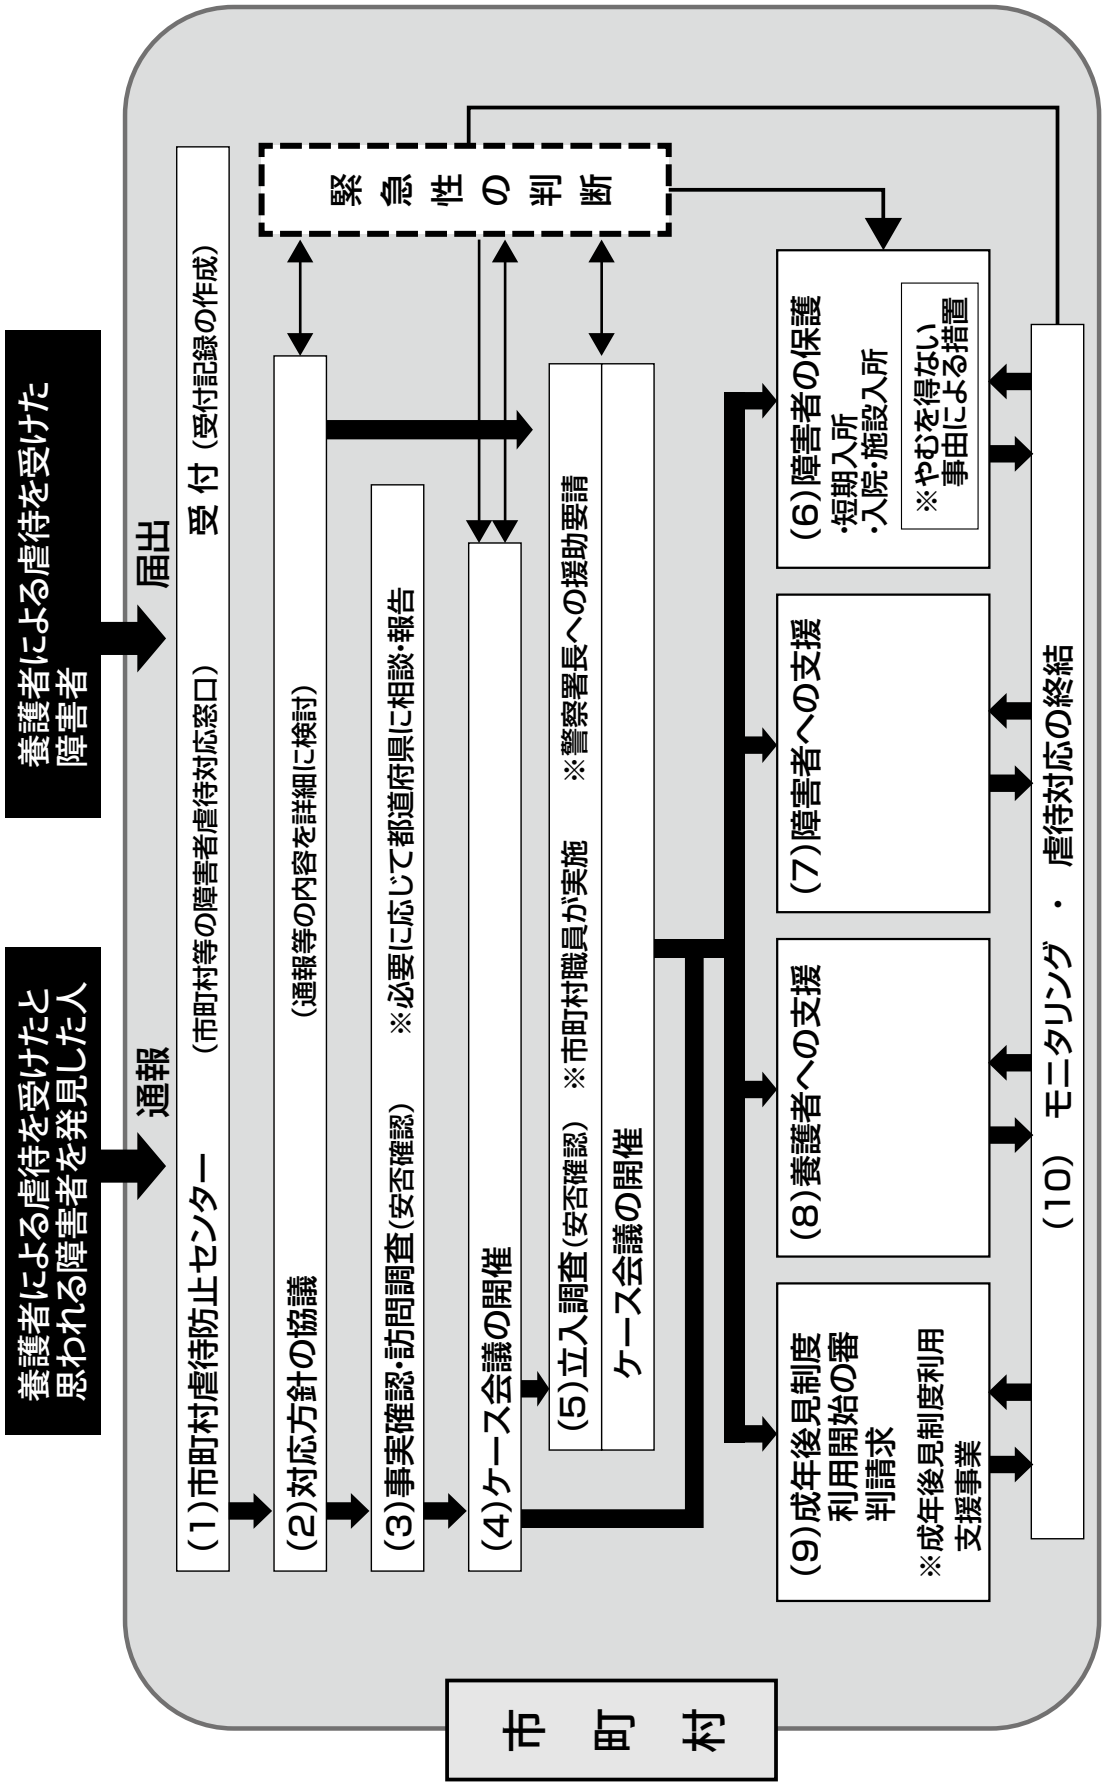 養護者による虐待を受けたと
思われる障害者を発見した人
養護者による虐待を受けた
障害者
通報
届出
(1)市町村虐待防止センター (市町村等の障害者虐待対応窓口) 受付(受付記録の作成)
(2)対応方針の協議 (通報等の内容を詳細に検討)
緊急性の判断
(3)事実確認・訪問調査(安否確認) ※必要に応じて都道府県に相談・報告
(4)ケース会議の開催
(5)立入調査(安否確認) ※市町村職員が実施 ※警察署長への援助要請
ケース会議の開催
市町村
(9)成年後見制度
利用開始の審
判請求
※成年後見制度利用
支援事業
(8)養護者への支援
(7)障害者への支援
(6)障害者の保護
・短期入所
・入院・施設入所
※やむを得ない
事由による措置
(10) モニタリング ・ 虐待対応の終結